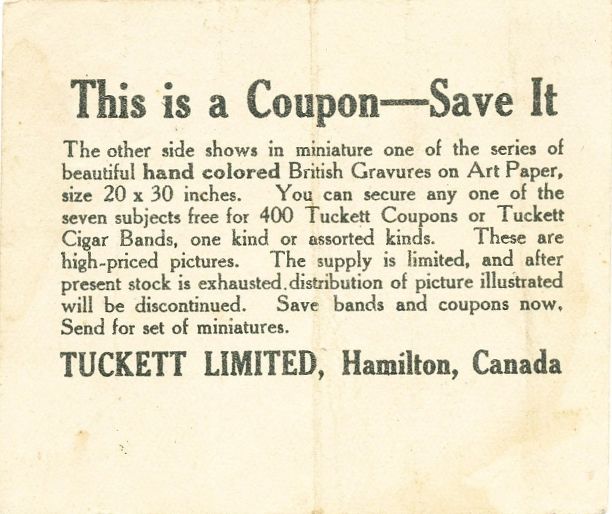 This is a Coupon—Save It
The other side shows in miniature one of the series of
beautiful hand colored British Gravures on Art Paper,
size 20 x 30 inches. You can secure any one of the
seven subjects free for 400 Tuckett Coupons or Tuckett
Cigar Bands, one kind or assorted kinds. These are
high-priced pictures. The supply is limited, and after
present stock is exhausted.distribution of picture illustrated
will be discontinued. Save bands and coupons now.
Send for set of miniatures.
TUCKETT LIMITED, Hamilton, Canada